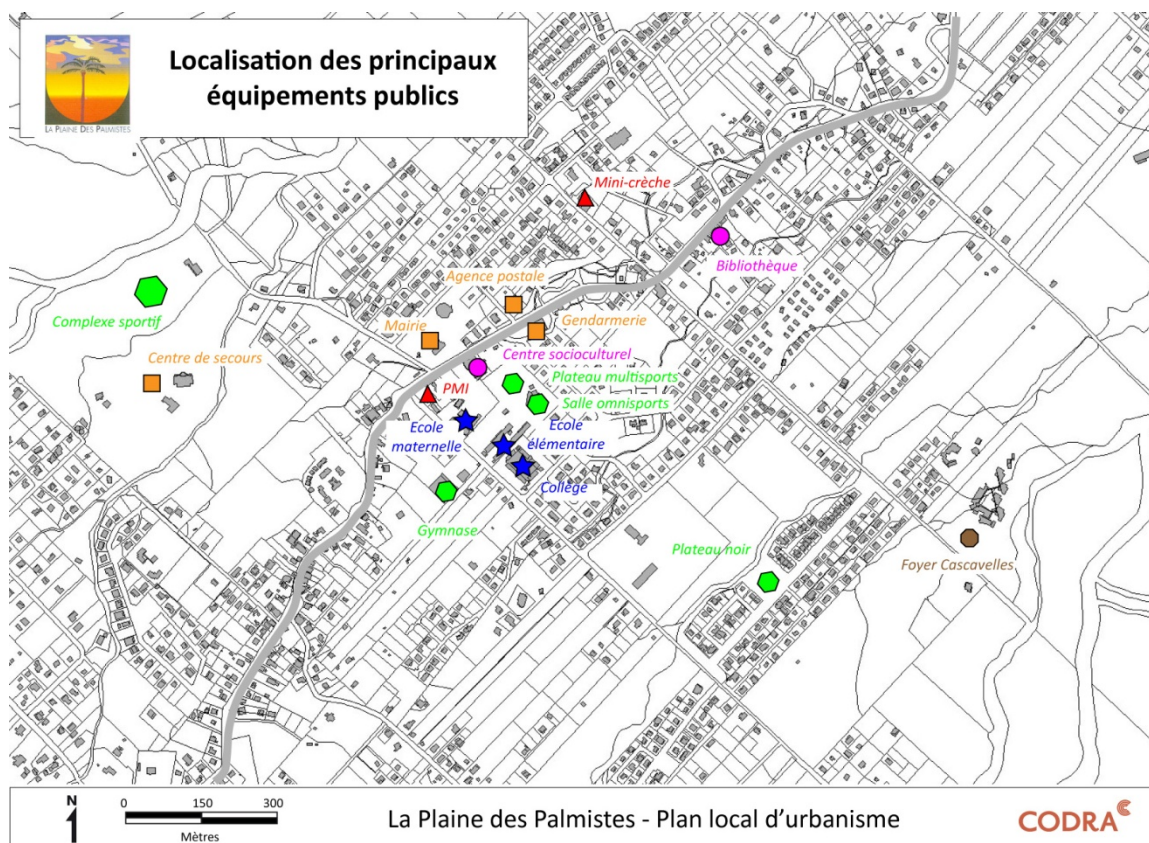 Localisation des principaux
équipements publics
LA PLAINE DES PALMISTES
Mini-crèche
Bibliothèque
Agence postale
Complexe sportif
Mairie
Gendarmerie
Centre de secours
Centre socioculturel
Plateau multisports
PMI
Salle omnisports
Ecole
maternelle
Ecole
élémentaire
Collège
Gymnase
Plateau noir
Foyer Cascavelles
N
0 150 300
Mètres
La Plaine des Palmistes - Plan local d'urbanisme
CODRA